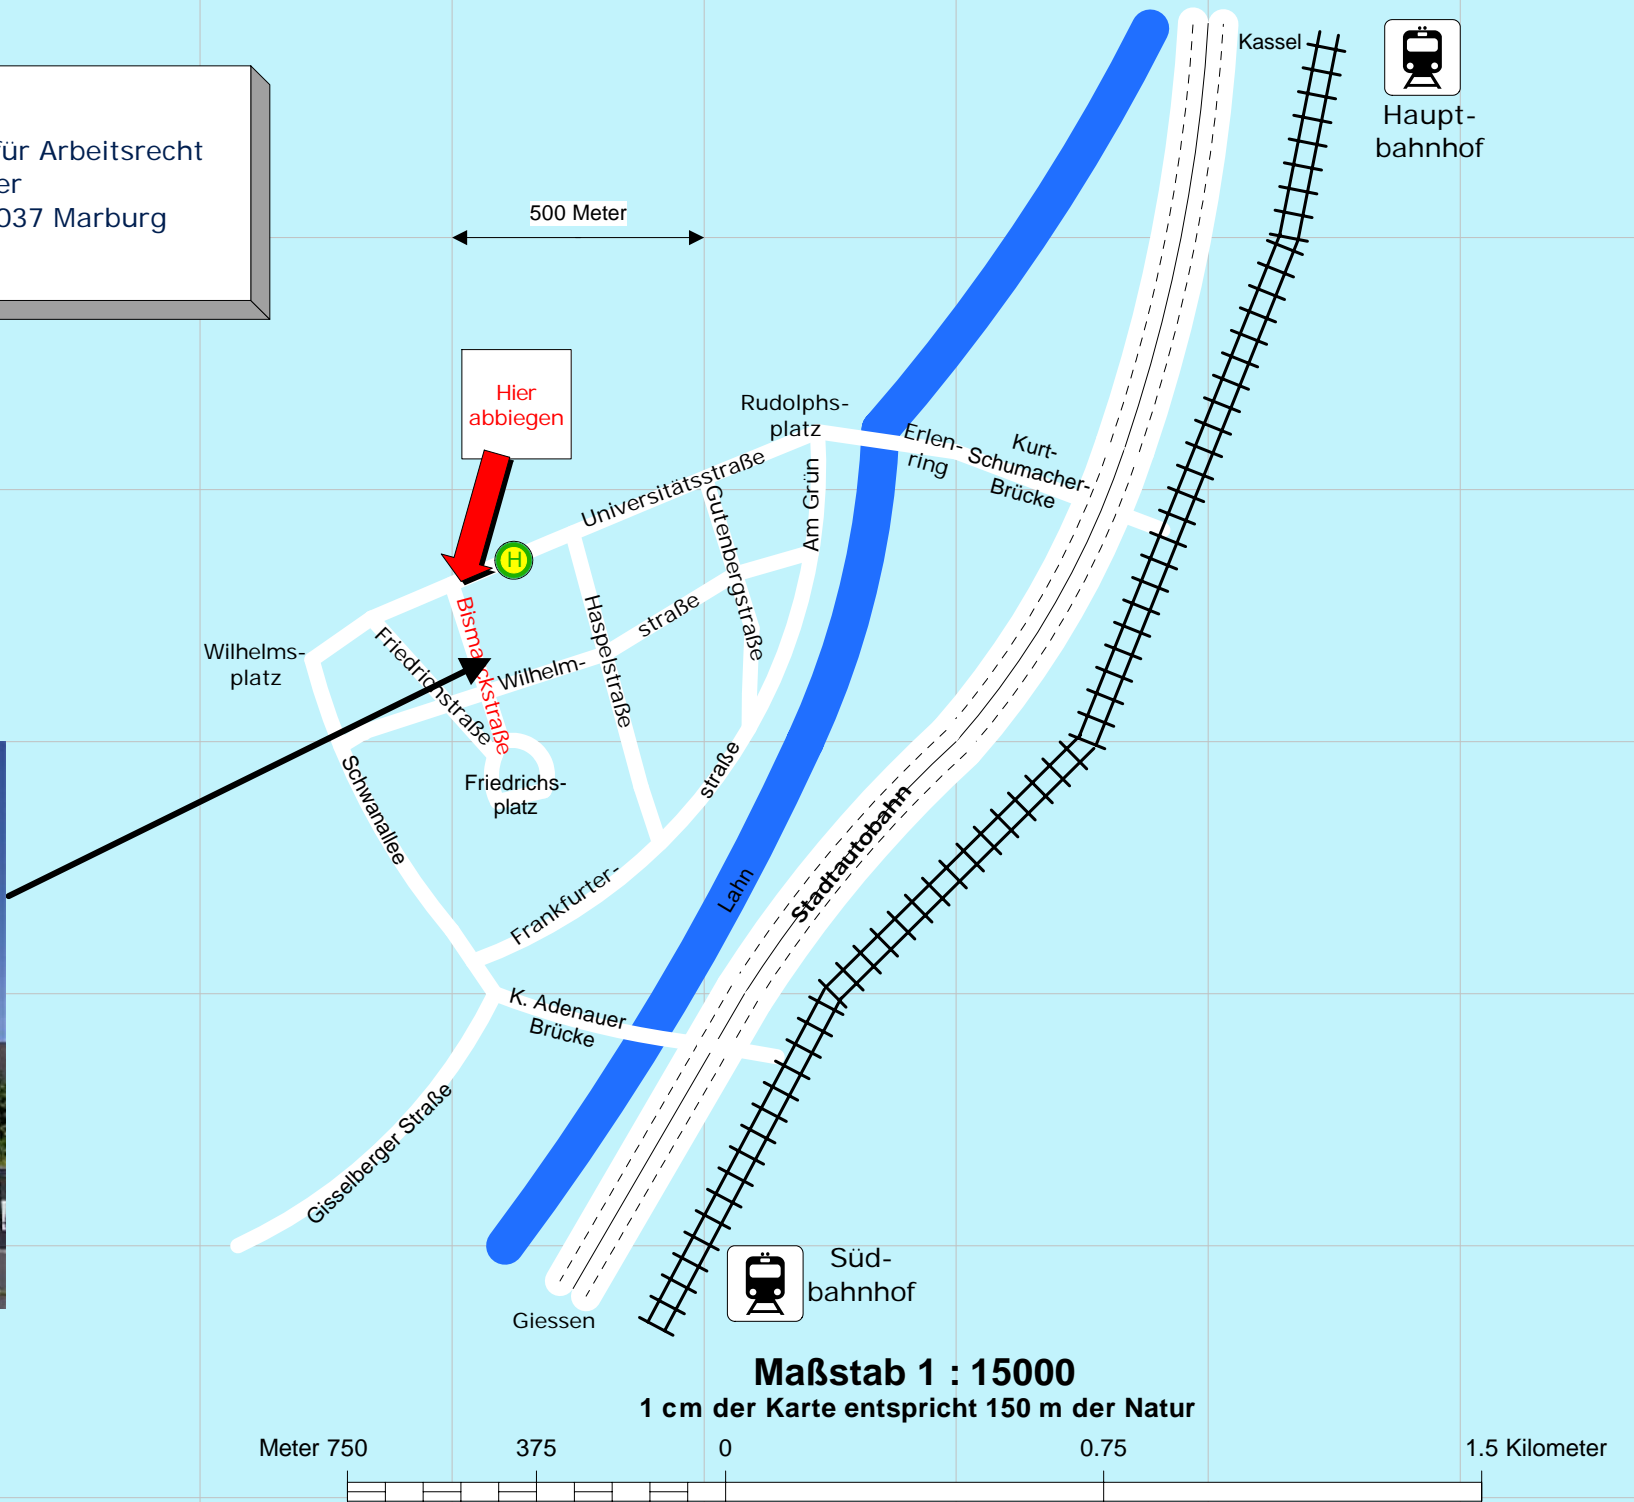 für Arbeitsrecht
er
037 Marburg
Kassel
Haupt-
bahnhof
500 Meter
Hier
abbiegen
Rudolphs-
platz
Erlen-
ring
Kurt-
Schumacher-
Brücke
Universitätsstraße
Gutenbergstraße
Am Grün
H
Bismarckstraße
Haspelstraße
Wilhelm-
straße
Wilhelms-
platz
Friedrichstraße
Friedrichs-
platz
Schwanallee
Frankfurter-
straße
Lahn
Stadtautobahn
K. Adenauer
Brücke
Gisselberger Straße
Süd-
bahnhof
Giessen
Maßstab 1 : 15000
1 cm der Karte entspricht 150 m der Natur
Meter 750 375 0 0.75 1.5 Kilometer